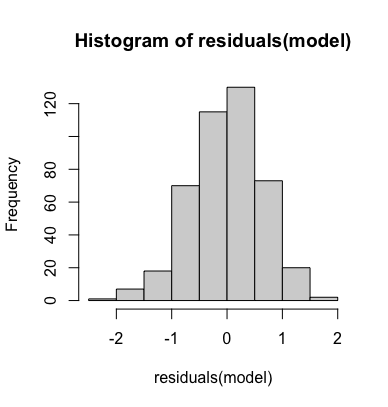 Histogram of residuals(model)
Frequency
120
80
60
40
20
0
-2 -1 0 1 2
residuals(model)